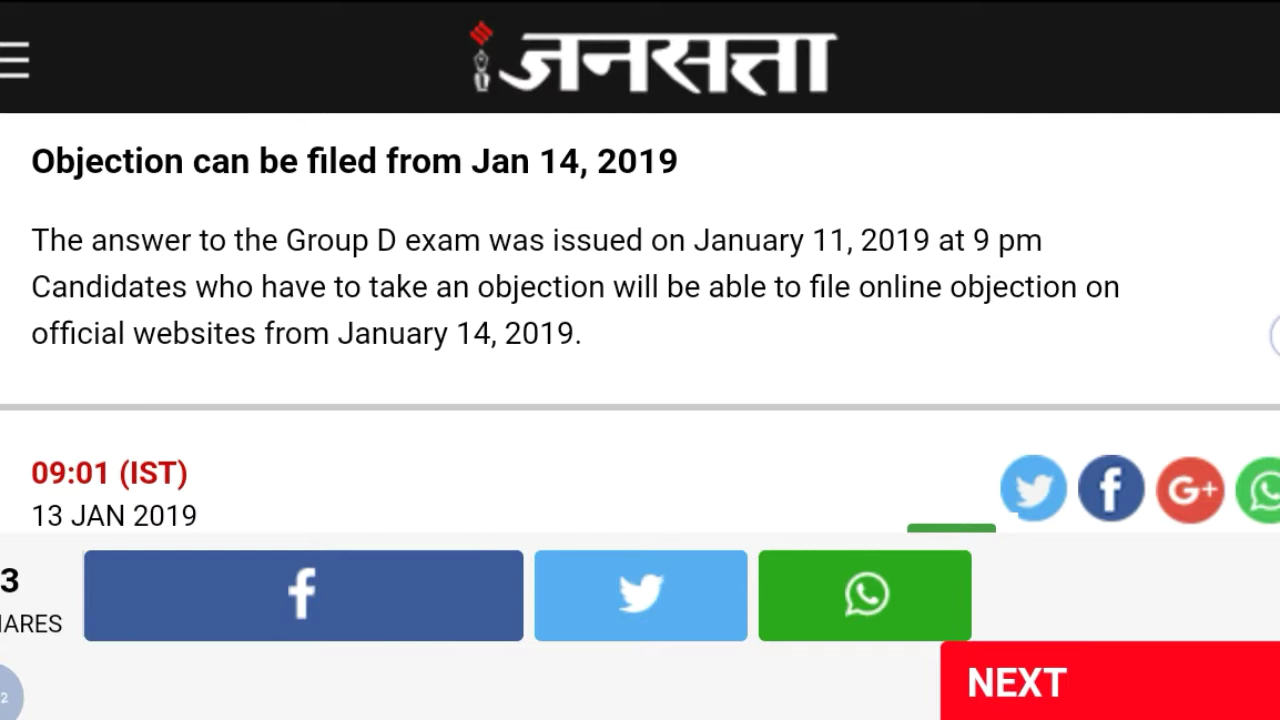 जनसत्ता
Objection can be filed from Jan 14, 2019
The answer to the Group D exam was issued on January 11, 2019 at 9 pm
Candidates who have to take an objection will be able to file online objection on
official websites from January 14, 2019.
09:01 (IST)
13 JAN 2019
G+
3
NEXT
2